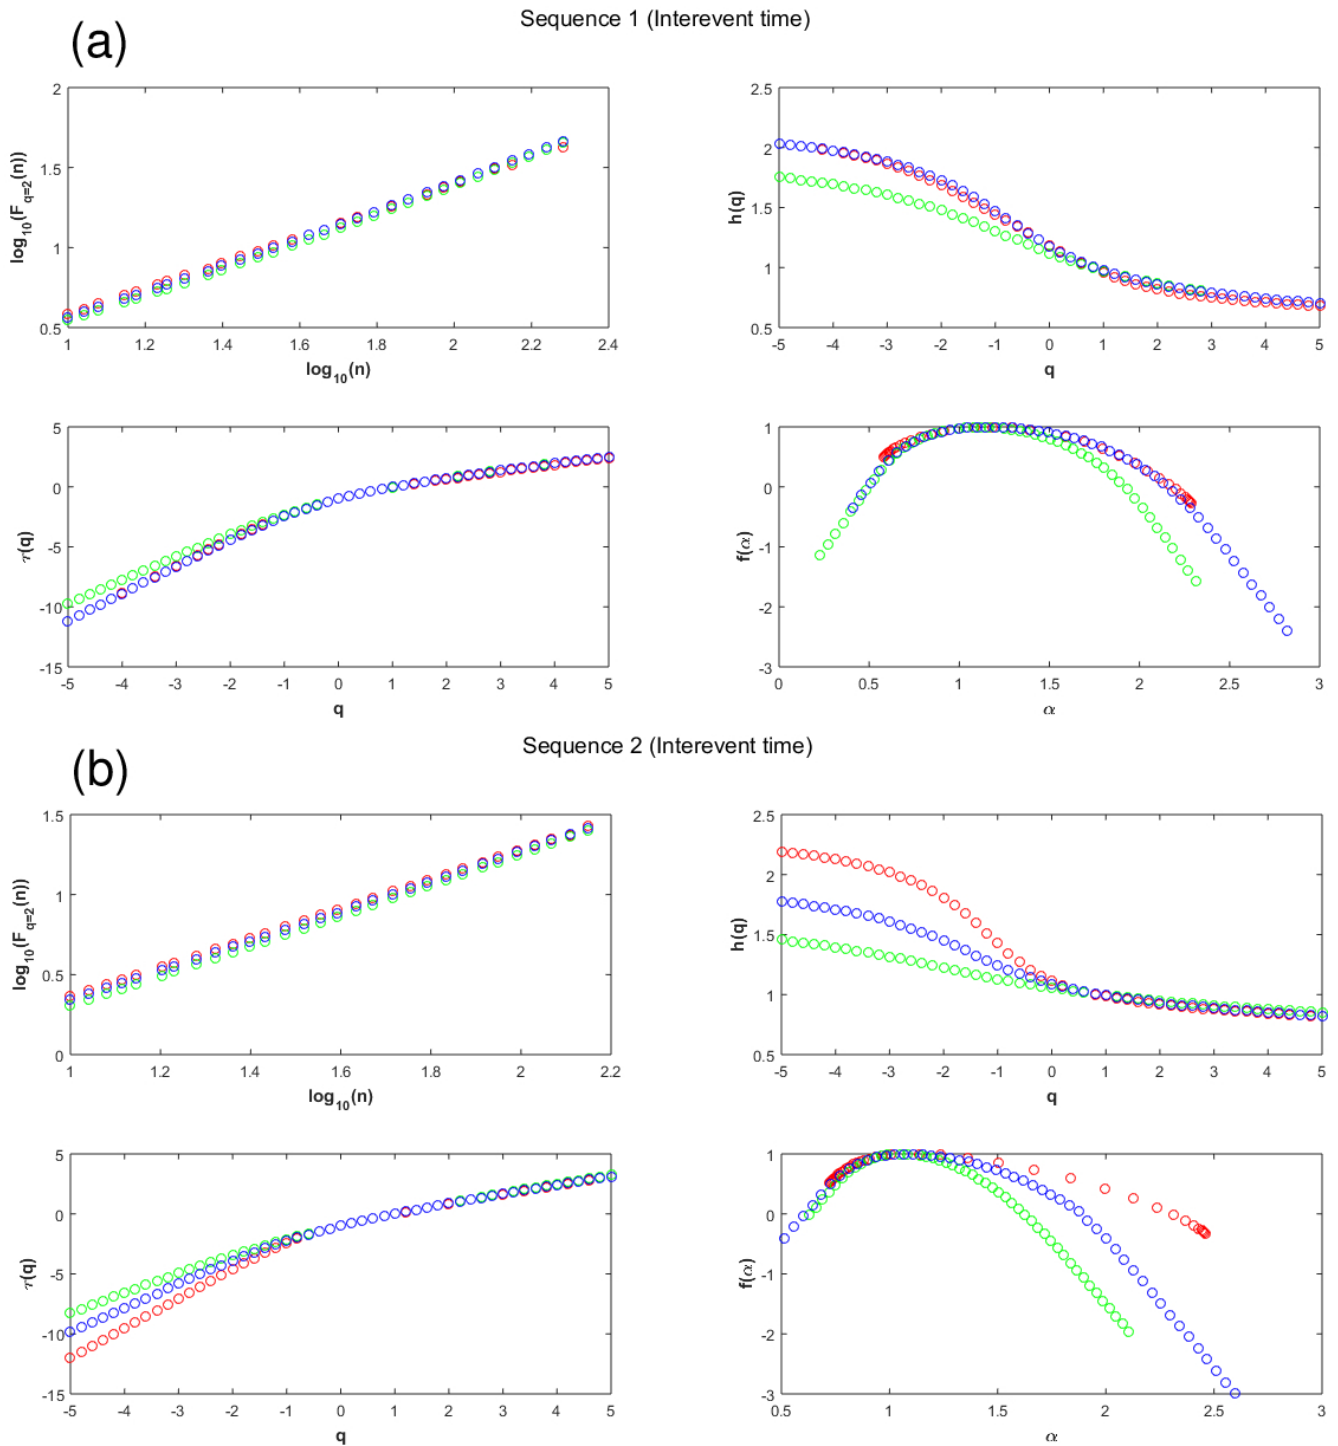 Sequence 1 (Interevent time)
(a)
log10(Fq=2(n))
2
1.5
1
0.5
1 1.2 1.4 1.6 1.8 2 2.2 2.4
log10(n)
h(q)
2.5
2
1.5
1
0.5
-5 -4 -3 -2 -1 0 1 2 3 4 5
q
τ(q)
5
0
-5
-10
-15
-5 -4 -3 -2 -1 0 1 2 3 4 5
q
f(α)
1
0
-1
-2
-3
0 0.5 1 1.5 2 2.5 3
α
Sequence 2 (Interevent time)
(b)
log10(Fq=2(n))
1.5
1
0.5
0
1 1.2 1.4 1.6 1.8 2 2.2
log10(n)
h(q)
2.5
2
1.5
1
0.5
-5 -4 -3 -2 -1 0 1 2 3 4 5
q
τ(q)
5
0
-5
-10
-15
-5 -4 -3 -2 -1 0 1 2 3 4 5
q
f(α)
1
0
-1
-2
-3
0.5 1 1.5 2 2.5 3
α